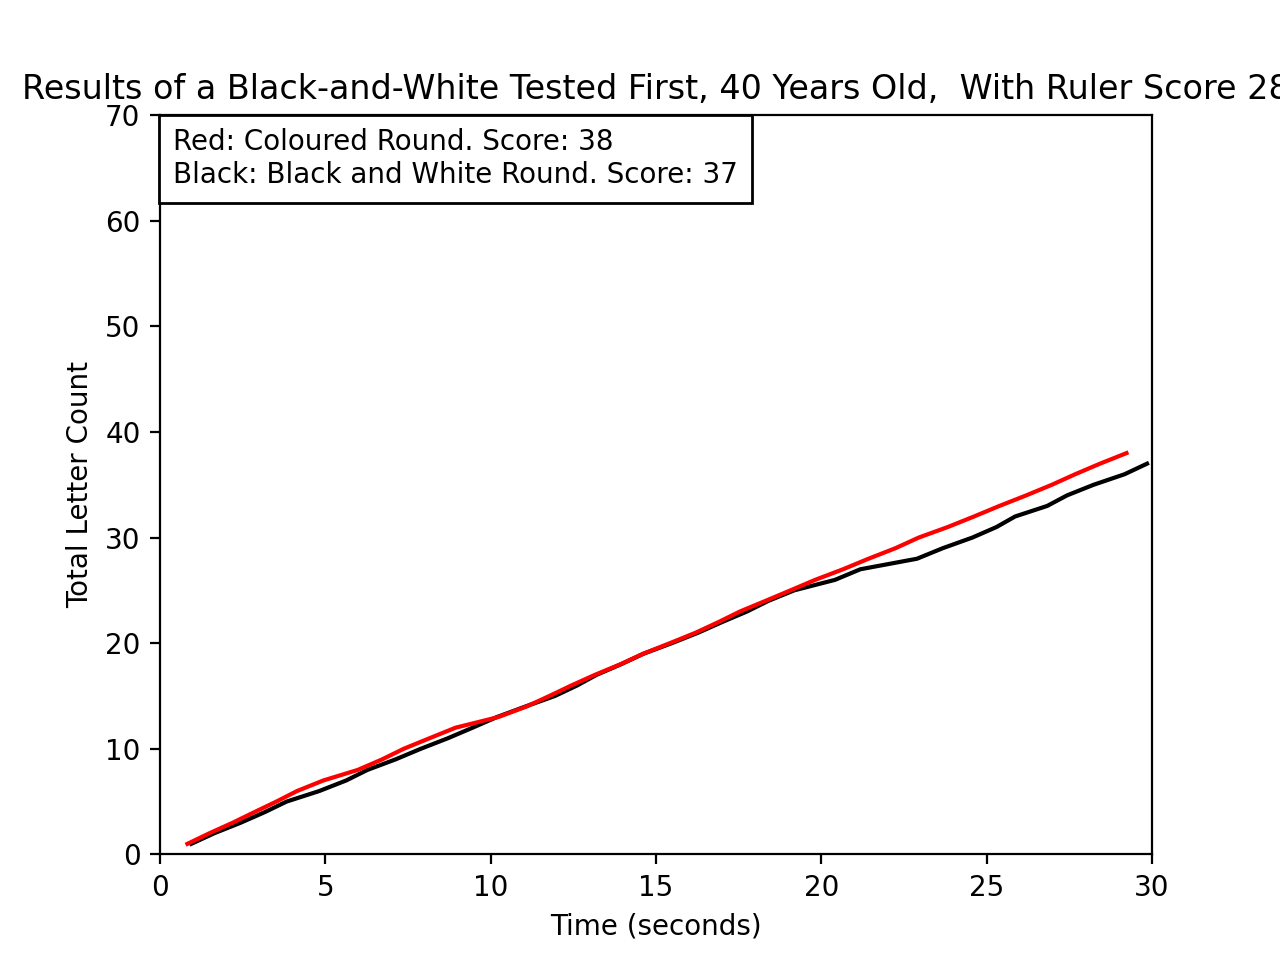 Results of a Black-and-White Tested First, 40 Years Old,  With Ruler Score 28
Red: Coloured Round. Score: 38
Black: Black and White Round. Score: 37
70
60
50
40
30
20
10
0
Total Letter Count
0 5 10 15 20 25 30
Time (seconds)